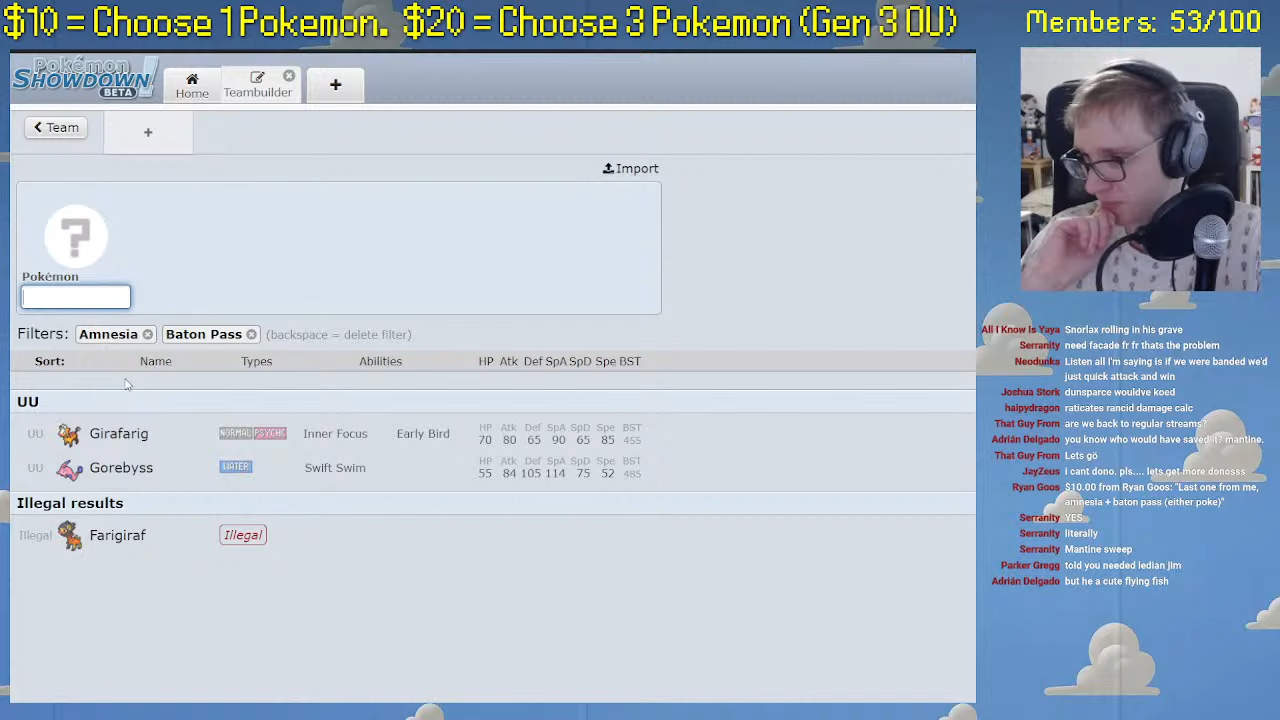 $10 = Choose 1 Pokemon. $20 = Choose 3 Pokemon (Gen 3 OU)
Members: 53/100
Pokémon
SHOWDOWN!
BETA
Home
Teambuilder
+
Team
+
Import
?
Pokémon
Filters: Amnesia Baton Pass (backspace = delete filter)
Sort: Name Types Abilities HP Atk Def SpA SpD Spe BST
UU
UU Girafarig NORMAL PSYCHC Inner Focus Early Bird HP 70 Atk 80 Def 65 SpA 90 SpD 65 Spe 85 BST 455
UU Gorebyss WATER Swift Swim HP 55 Atk 84 Def 105 SpA 114 SpD 75 Spe 52 BST 485
Illegal results
Illegal Farigiraf Illegal
All I Know Is Yaya Snorlax rolling in his grave
Serranity need facade fr fr thats the problem
Neodunks Listen all I'm saying is if we were banded we'd
just quick attack and win
Joshua Stork dunsparce wouldve koed
haipydragon raticates rancid damage calc
That Guy From are we back to regular streams?
Adrián Delgado you know who would have saved it? mantine.
That Guy From Lets gö
JayZeus i cant dono. pls.... lets get more donosss
Ryan Goos $10.00 from Ryan Goos: "Last one from me,
amnesia + baton pass (either poke)"
Serranity YES
Serranity literally
Serranity Mantine sweep
Parker Gregg told you needed ledian jim
Adrián Delgado but he a cute flying fish